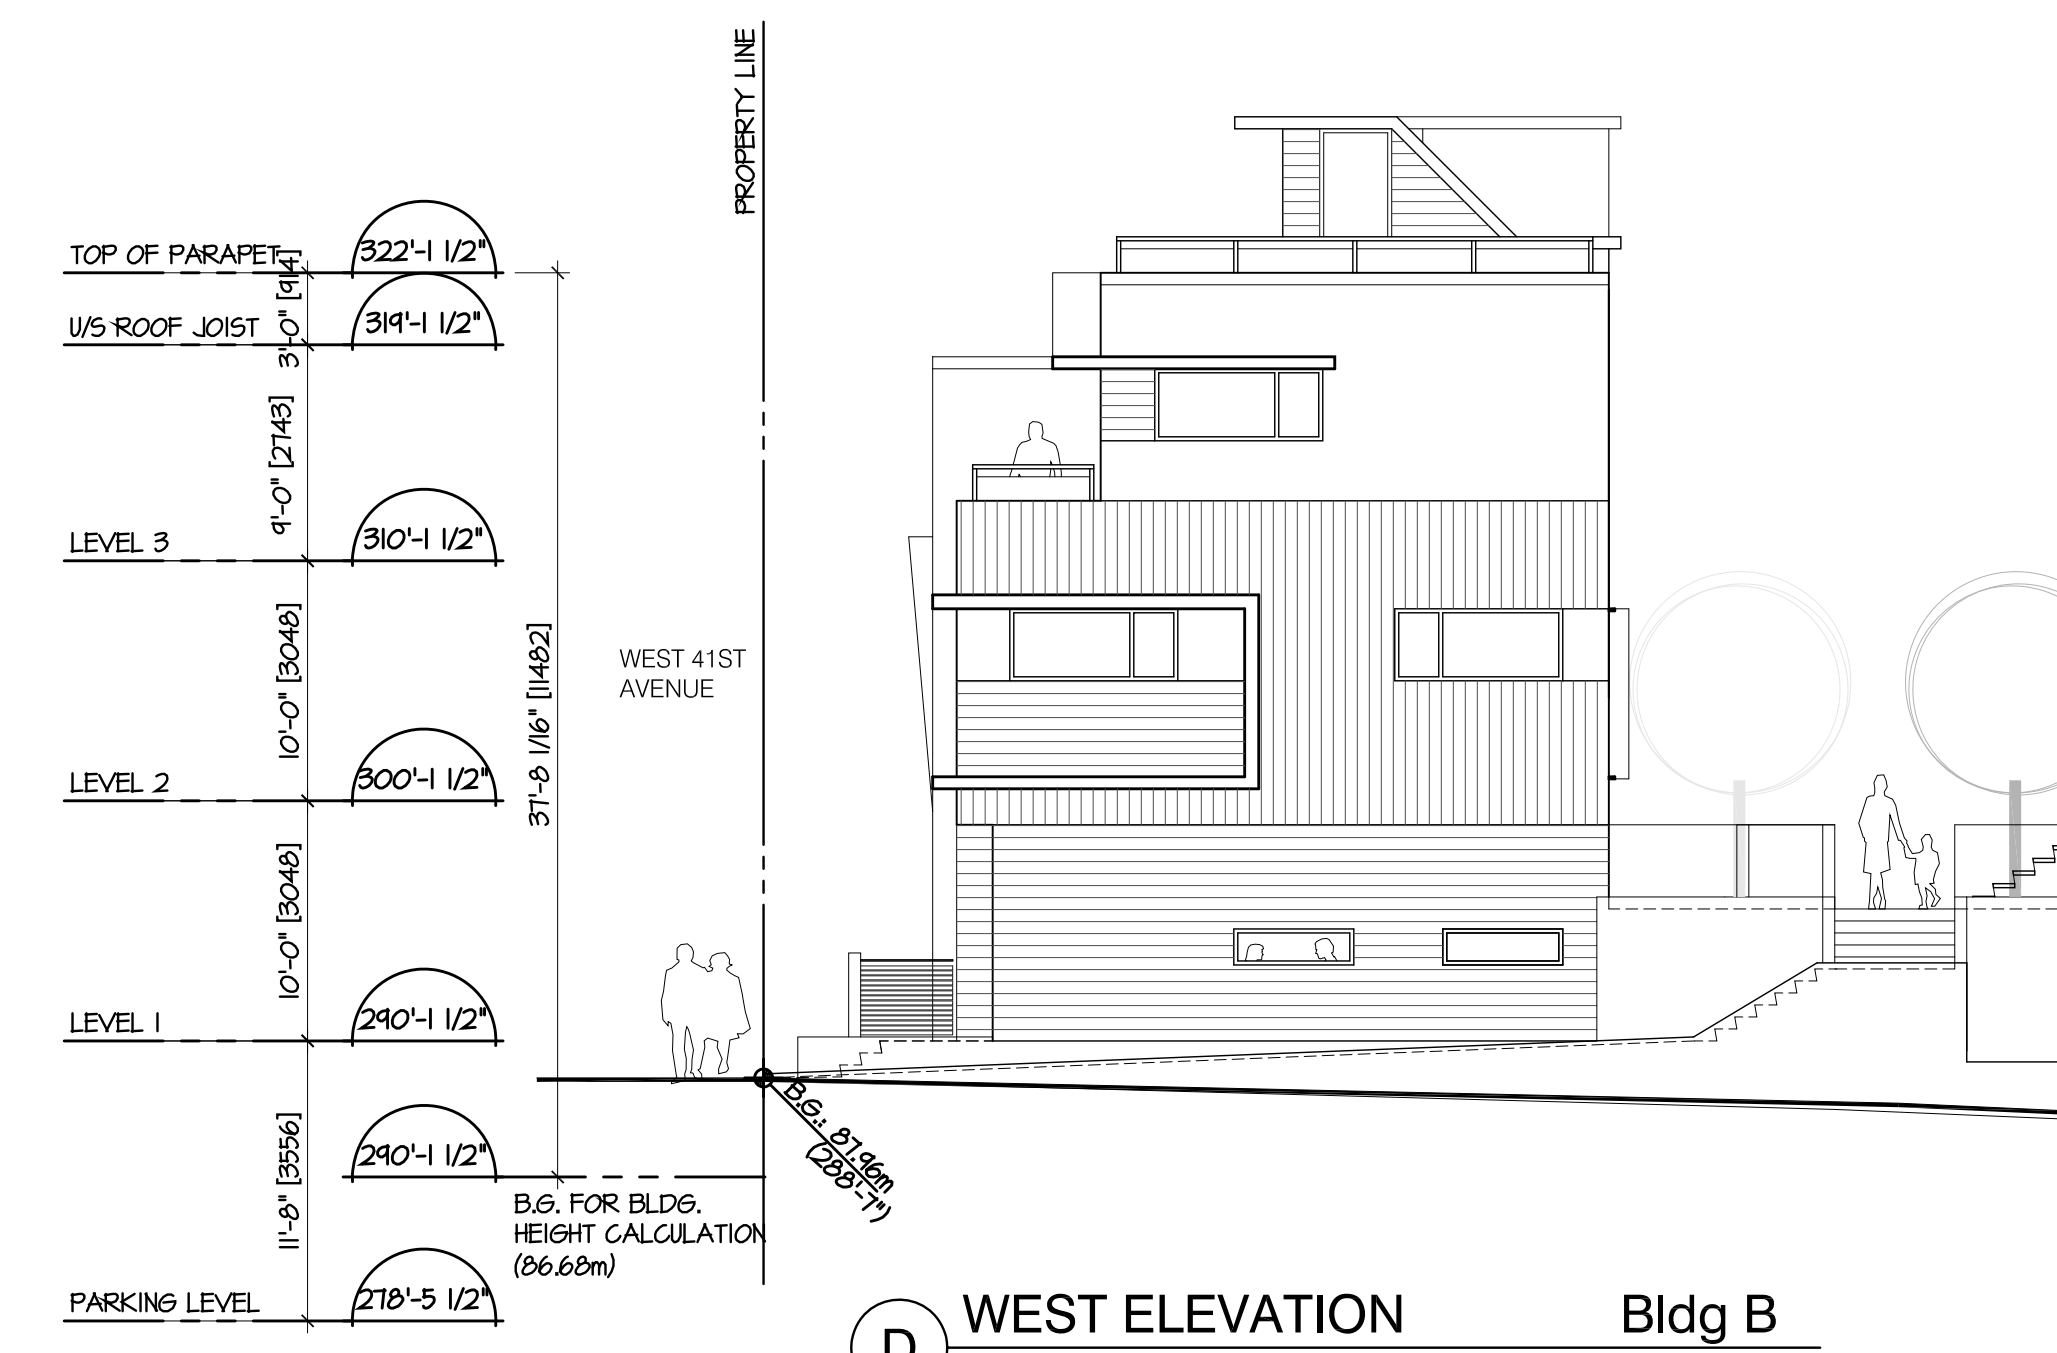 PROPERTY LINE
TOP OF PARAPET
322'-1 1/2"
3'-0" [914]
U/S ROOF JOIST
319'-1 1/2"
9'-0" [2743]
LEVEL 3
310'-1 1/2"
10'-0" [3048]
37'-8 1/16" [11482]
WEST 41ST
AVENUE
LEVEL 2
300'-1 1/2"
10'-0" [3048]
LEVEL 1
290'-1 1/2"
11'-8" [3556]
290'-1 1/2"
B.G.: 87.96m
(288'-7")
B.G. FOR BLDG.
HEIGHT CALCULATION
(86.68m)
PARKING LEVEL
278'-5 1/2"
D
WEST ELEVATION Bldg B